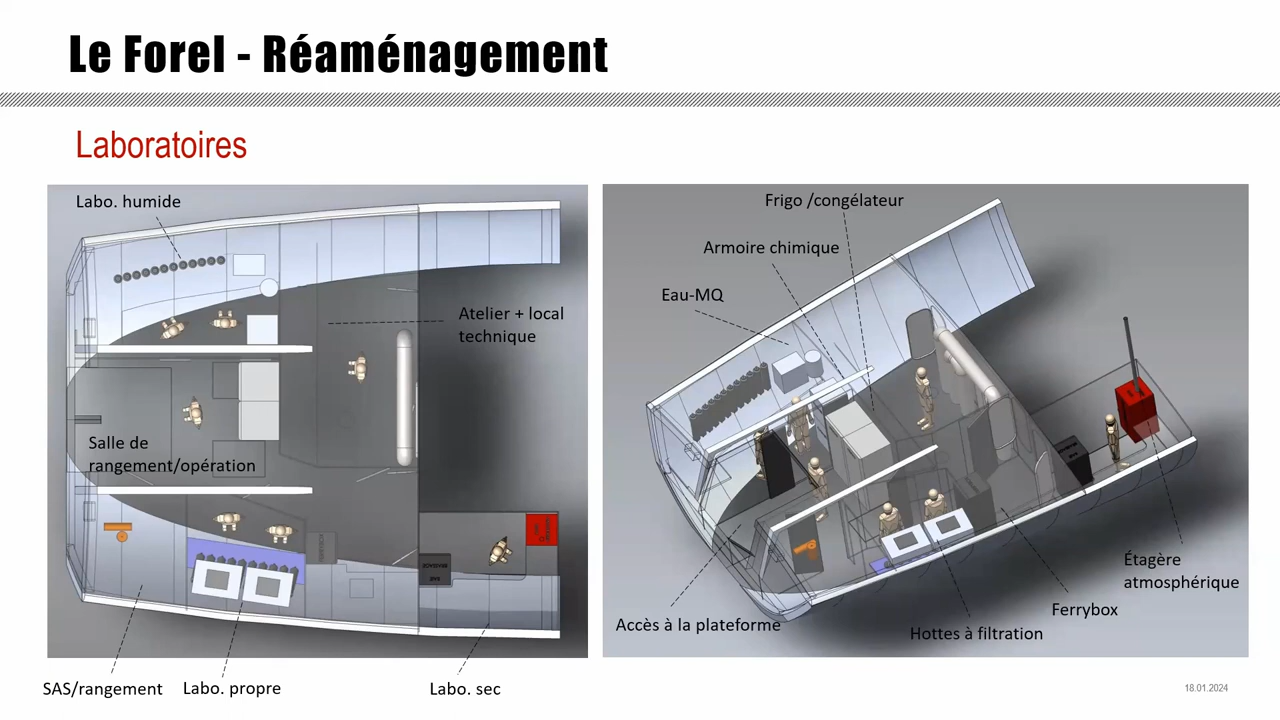 Le Forel - Réaménagement
Laboratoires
Labo. humide
Atelier + local
technique
Salle de
rangement/opération
SAS/rangement
Labo. propre
Labo. sec
Frigo /congélateur
Armoire chimique
Eau-MQ
Accès à la plateforme
Hottes à filtration
Ferrybox
Étagère
atmosphérique
18.01.2024